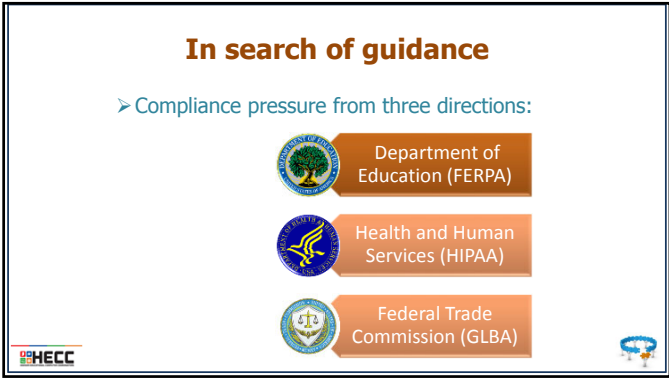 In search of guidance
➢Compliance pressure from three directions:
Department of
Education (FERPA)
Health and Human
Services (HIPAA)
Federal Trade
Commission (GLBA)
HECC